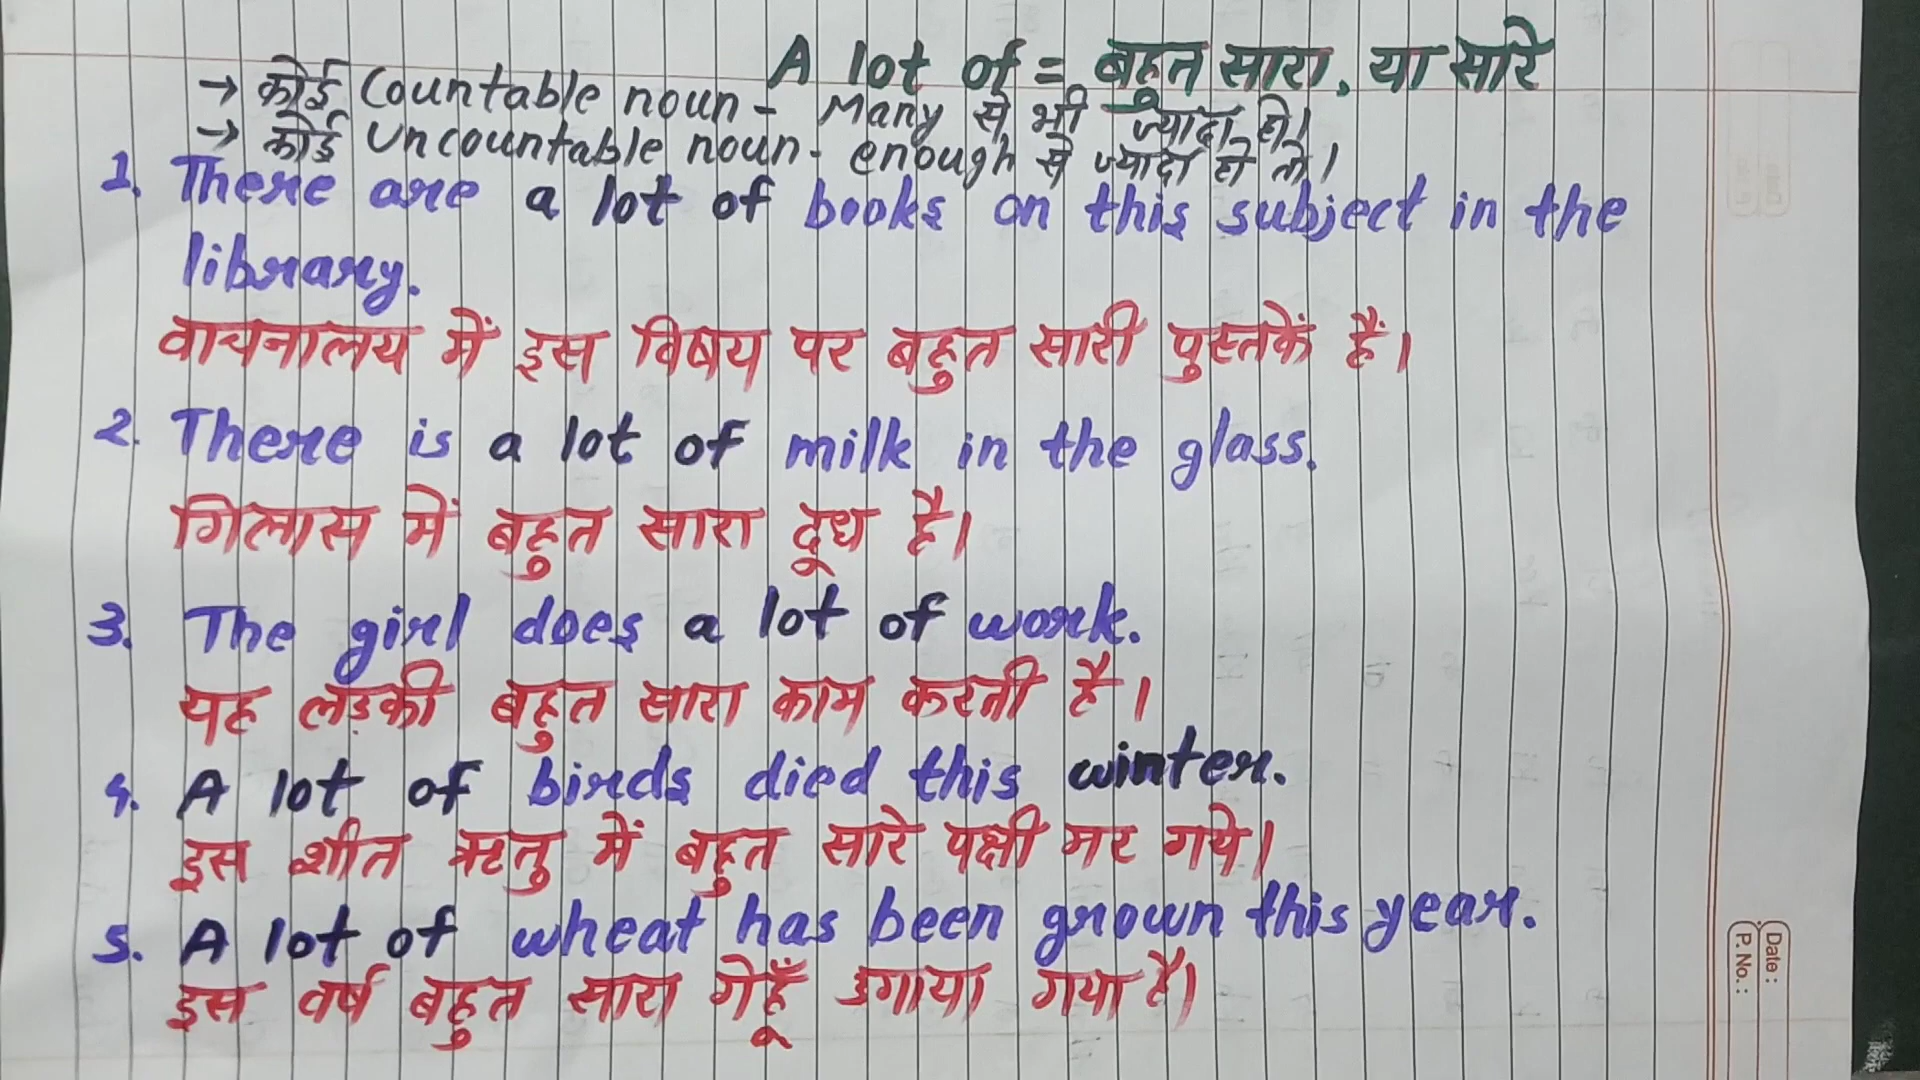 A lot of = बहुत सारा. या सारे
→ कोई Countable noun - Many से भी ज्यादा हो।
→ कोई Uncountable noun - enough से ज्यादा हो तो।
1. There are a lot of books on this subject in the
library.
वाचनालय में इस विषय पर बहुत सारी पुस्तकें हैं।
2. There is a lot of milk in the glass.
गिलास में बहुत सारा दूध है।
3. The girl does a lot of work.
यह लड़की बहुत सारा काम करती है।
4. A lot of birds died this winter.
इस शीत ऋतु में बहुत सारे पक्षी मर गये।
5. A lot of wheat has been grown this year.
इस वर्ष बहुत सारा गेहूँ उगाया गया है।
Date :
P. No. :